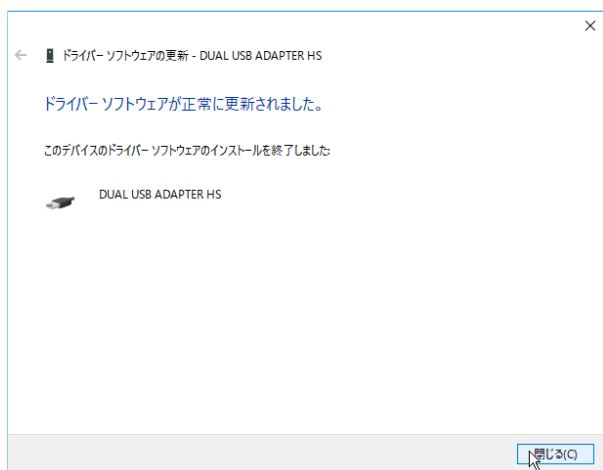 ドライバー ソフトウェアの更新 - DUAL USB ADAPTER HS
ドライバー ソフトウェアが正常に更新されました。
このデバイスのドライバー ソフトウェアのインストールを終了しました:
DUAL USB ADAPTER HS
閉じる(C)